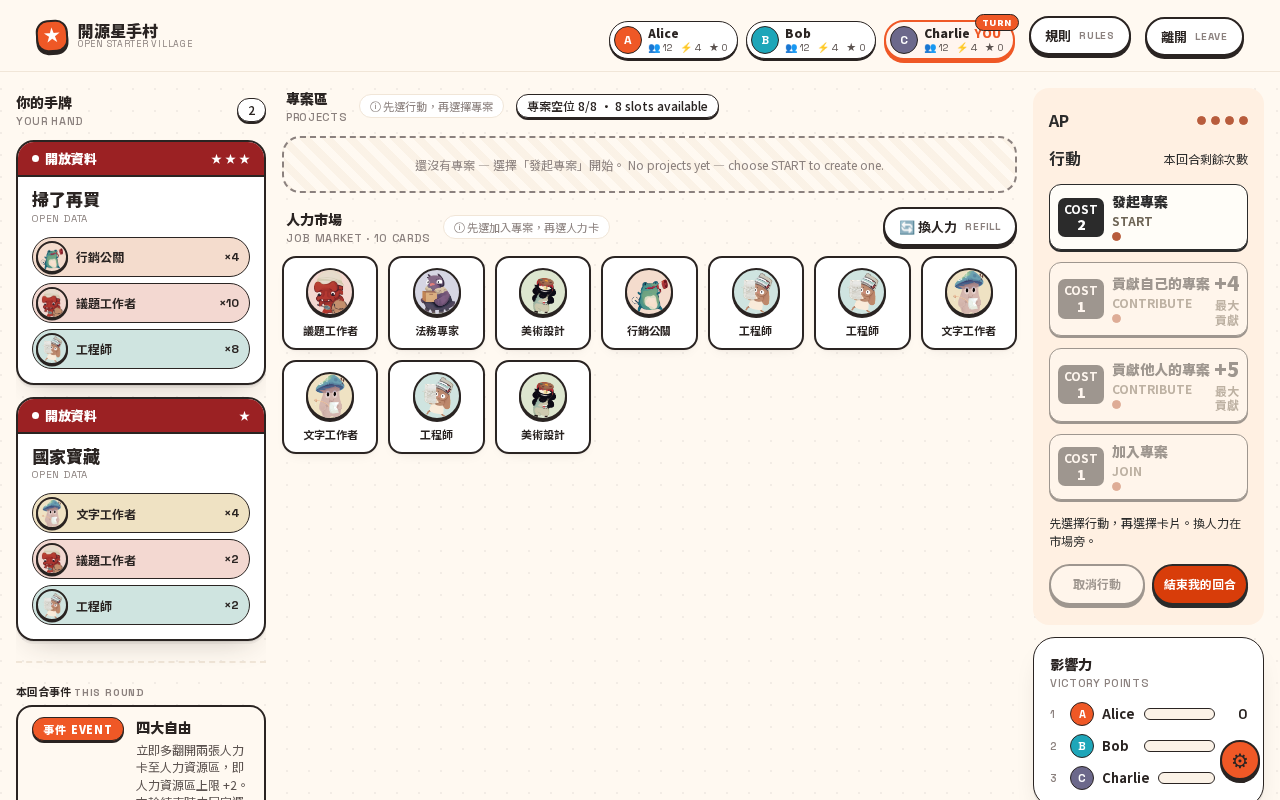 開源星手村
OPEN STARTER VILLAGE
A Alice
👥 12 ⚡ 4 ★ 0
B Bob
👥 12 ⚡ 4 ★ 0
TURN
C Charlie YOU
👥 12 ⚡ 4 ★ 0
規則 RULES
離開 LEAVE
你的手牌
YOUR HAND
2
開放資料 ★★★
掃了再買
OPEN DATA
行銷公關 ×4
議題工作者 ×10
工程師 ×8
開放資料 ★
國家寶藏
OPEN DATA
文字工作者 ×4
議題工作者 ×2
工程師 ×2
本回合事件 THIS ROUND
事件 EVENT
四大自由
立即多翻開兩張人力
卡至人力資源區，即
人力資源區上限 +2。
專案區
PROJECTS
ⓘ 先選行動，再選擇專案
專案空位 8/8 · 8 slots available
還沒有專案 — 選擇「發起專案」開始。 No projects yet — choose START to create one.
人力市場
JOB MARKET · 10 CARDS
ⓘ 先選加入專案，再選人力卡
🔄 換人力 REFILL
議題工作者
法務專家
美術設計
行銷公關
工程師
工程師
文字工作者
文字工作者
工程師
美術設計
AP
行動 本回合剩餘次數
COST 2
發起專案
START
COST 1
貢獻自己的專案 +4
CONTRIBUTE 最大貢獻
COST 1
貢獻他人的專案 +5
CONTRIBUTE 最大貢獻
COST 1
加入專案
JOIN
先選擇行動，再選擇卡片。換人力在
市場旁。
取消行動
結束我的回合
影響力
VICTORY POINTS
1 A Alice 0
2 B Bob
3 C Charlie